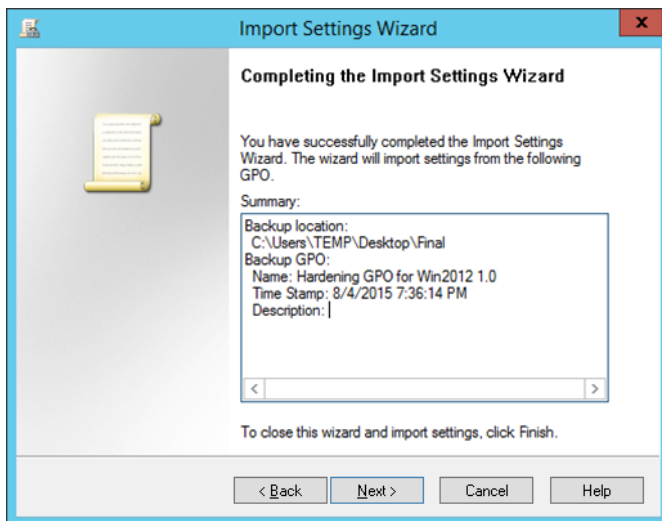 Import Settings Wizard
x
Completing the Import Settings Wizard
You have successfully completed the Import Settings
Wizard. The wizard will import settings from the following
GPO.
Summary:
Backup location:
C:\Users\TEMP\Desktop\Final
Backup GPO:
Name: Hardening GPO for Win2012 1.0
Time Stamp: 8/4/2015 7:36:14 PM
Description:
< >
To close this wizard and import settings, click Finish.
< Back Next > Cancel Help